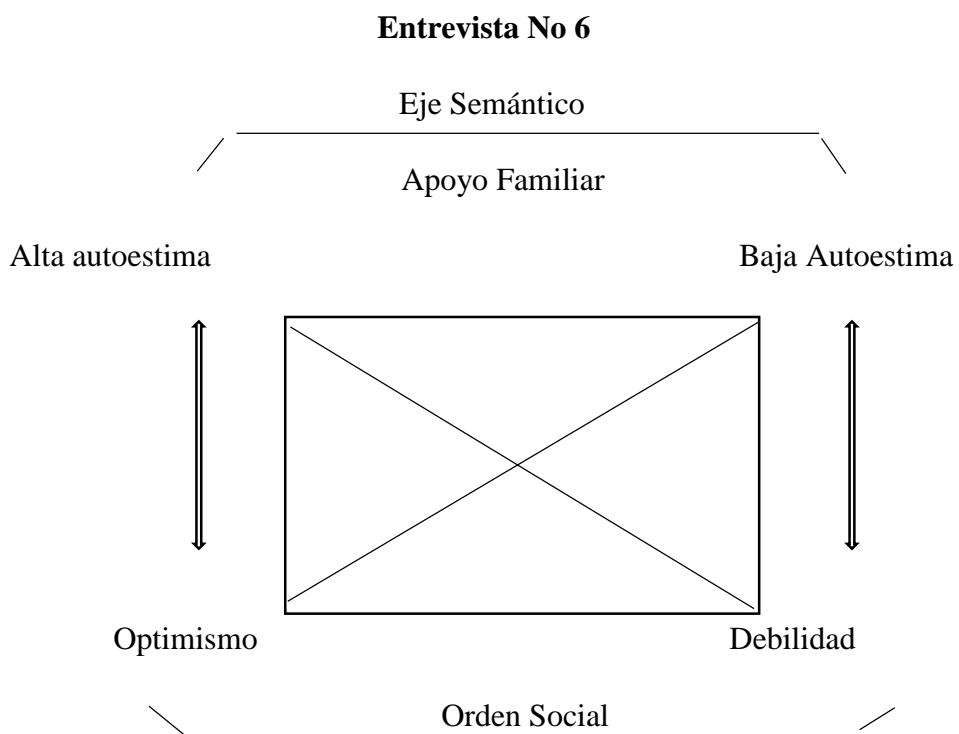 Entrevista No 6
Eje Semántico
Apoyo Familiar
Alta autoestima
Baja Autoestima
Optimismo
Debilidad
Orden Social